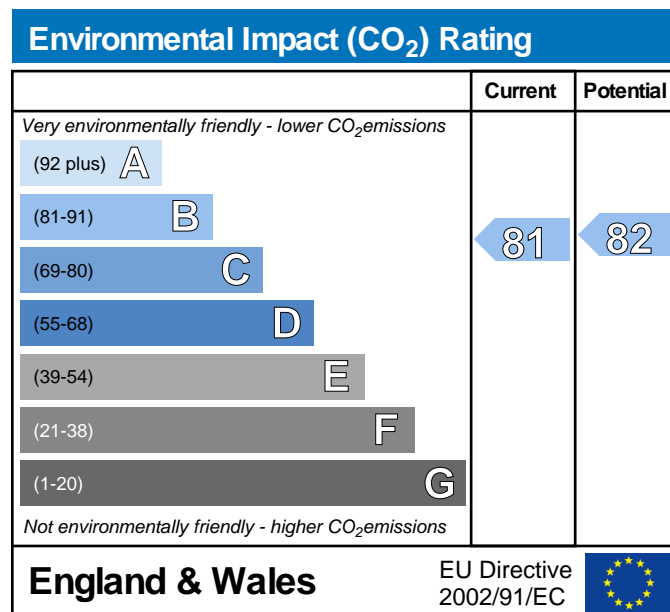 Environmental Impact (CO₂) Rating
Current Potential
Very environmentally friendly - lower CO₂emissions
(92 plus) A
(81-91) B
81 82
(69-80) C
(55-68) D
(39-54) E
(21-38) F
(1-20) G
Not environmentally friendly - higher CO₂emissions
England & Wales
EU Directive
2002/91/EC